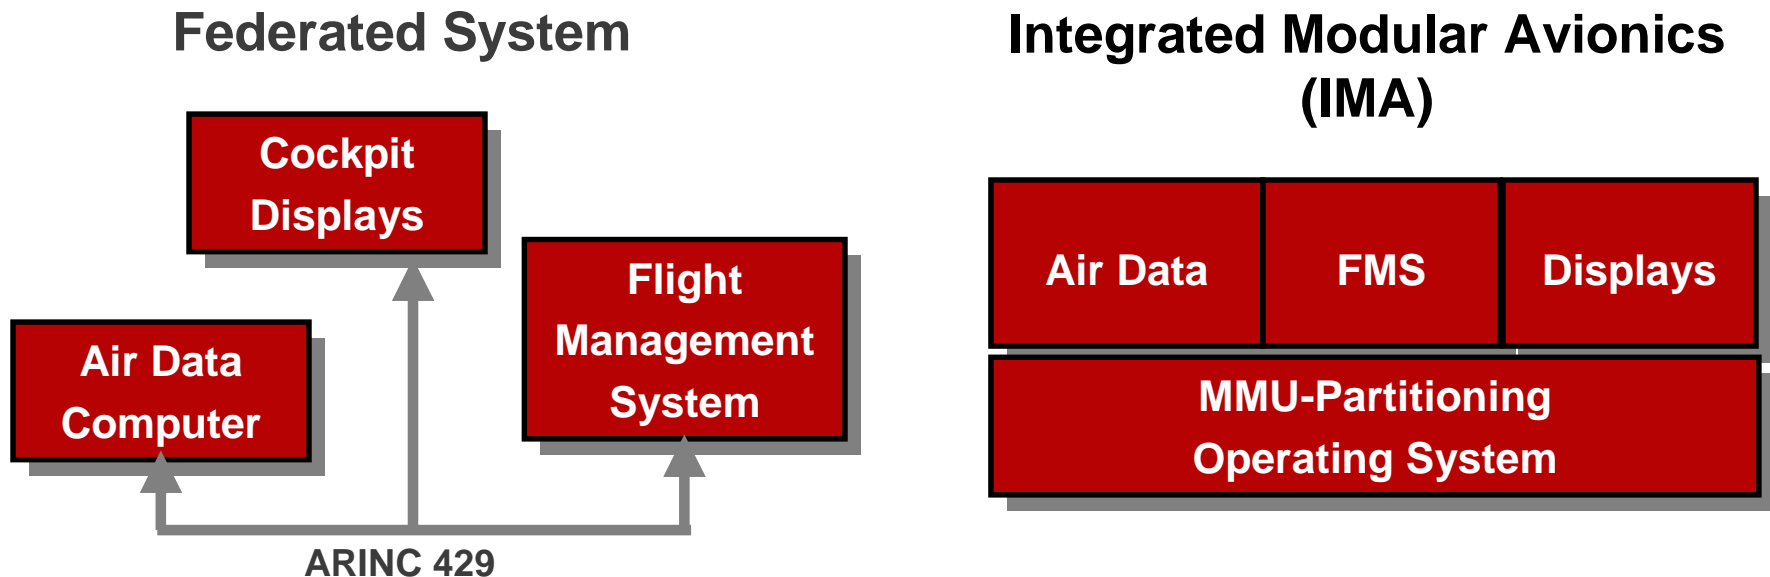 Federated System
Cockpit
Displays
Flight
Management
System
Air Data
Computer
ARINC 429
Integrated Modular Avionics
(IMA)
Air Data
FMS
Displays
MMU-Partitioning
Operating System